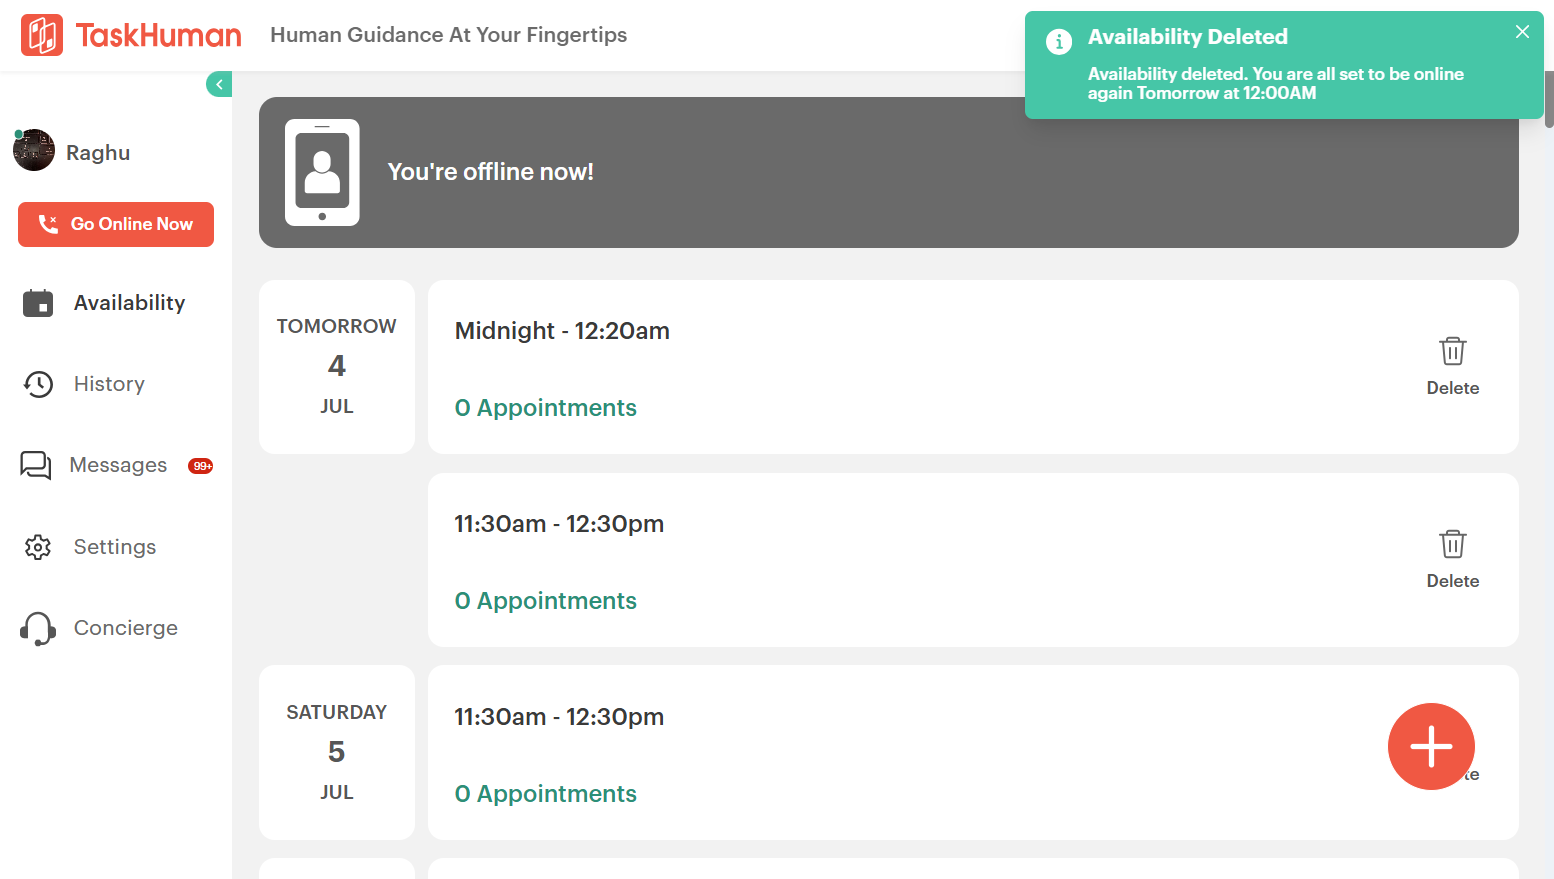 TaskHuman
Human Guidance At Your Fingertips
Availability Deleted
Availability deleted. You are all set to be online
again Tomorrow at 12:00AM
Raghu
Go Online Now
Availability
History
Messages 99+
Settings
Concierge
You're offline now!
TOMORROW
4
JUL
Midnight - 12:20am
0 Appointments
Delete
11:30am - 12:30pm
0 Appointments
Delete
SATURDAY
5
JUL
11:30am - 12:30pm
0 Appointments
te